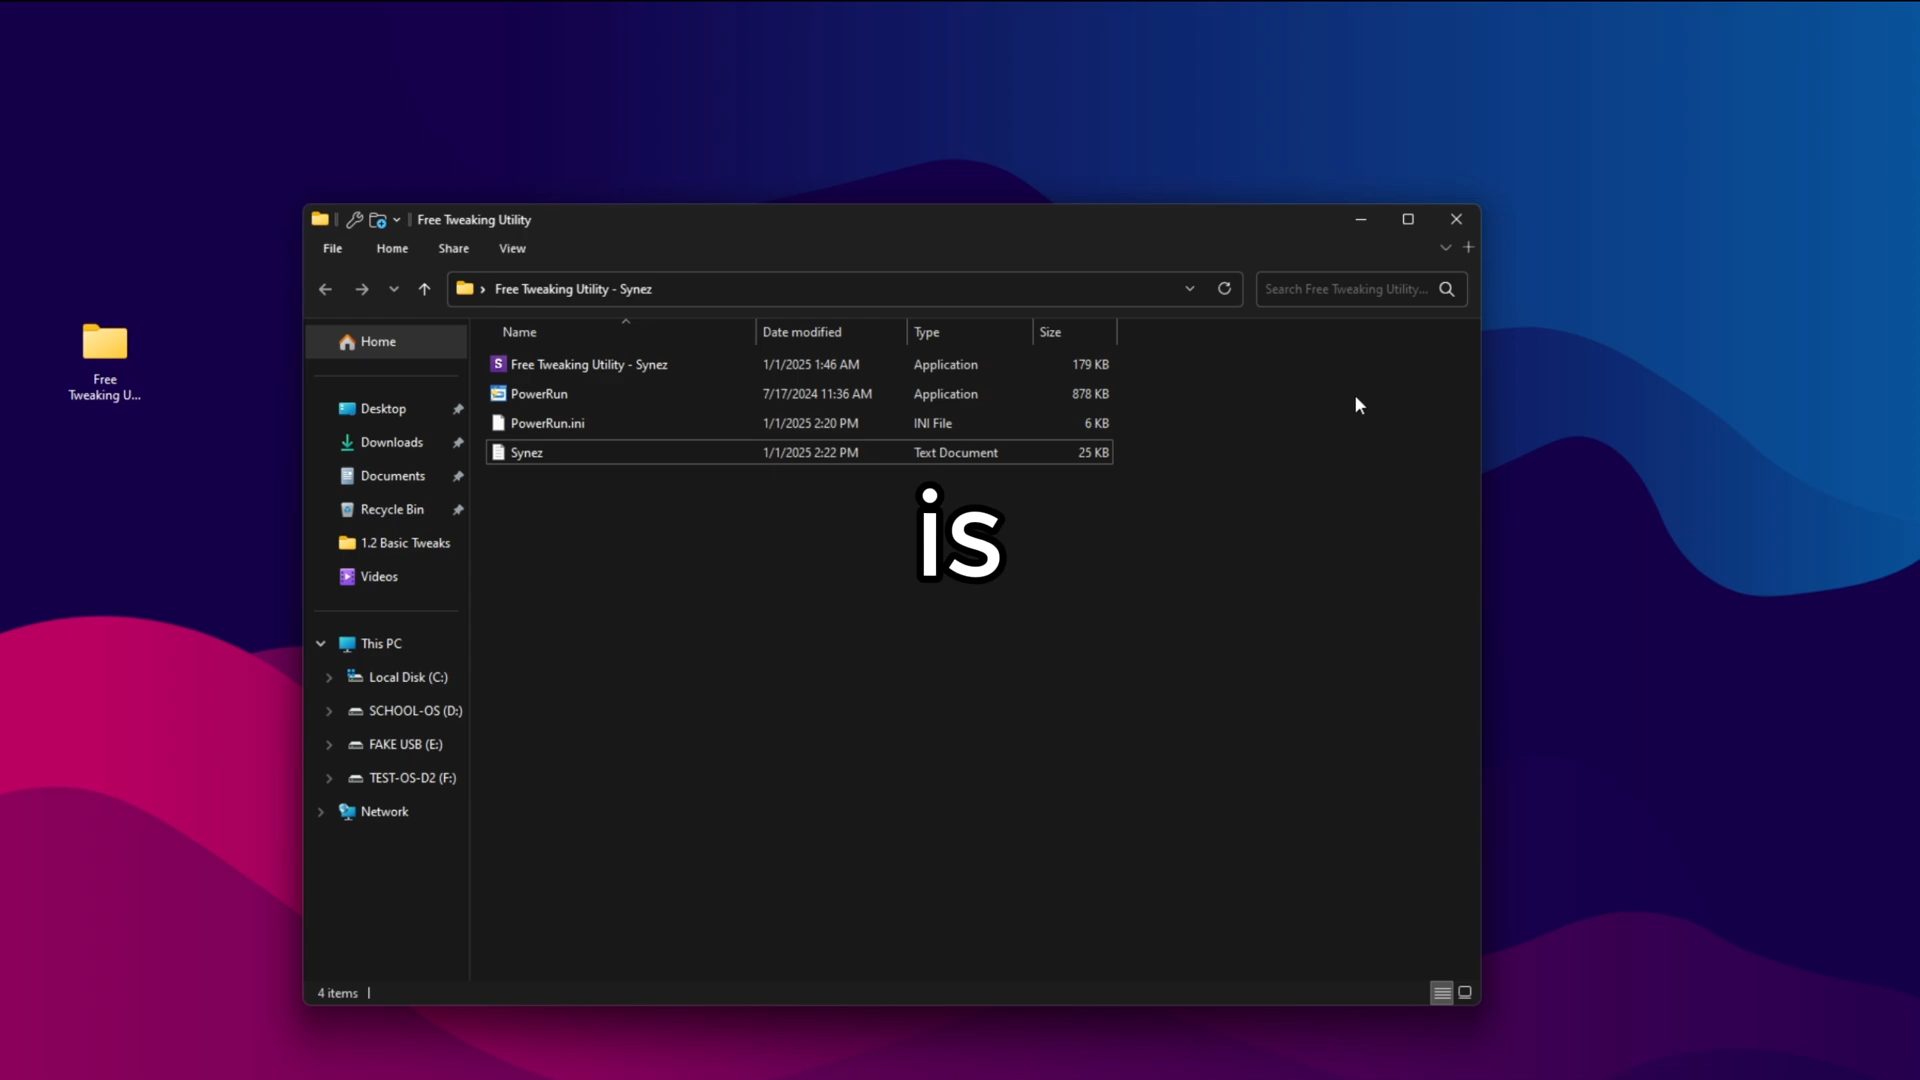 Free Tweaking Utility
File Home Share View
Free Tweaking Utility - Synez
Search Free Tweaking Utility...
Free
Tweaking U...
Home
Desktop
Downloads
Documents
Recycle Bin
1.2 Basic Tweaks
Videos
This PC
Local Disk (C:)
SCHOOL-OS (D:)
FAKE USB (E:)
TEST-OS-D2 (F:)
Network
Name Date modified Type Size
S Free Tweaking Utility - Synez 1/1/2025 1:46 AM Application 179 KB
PowerRun 7/17/2024 11:36 AM Application 878 KB
PowerRun.ini 1/1/2025 2:20 PM INI File 6 KB
Synez 1/1/2025 2:22 PM Text Document 25 KB
is
4 items